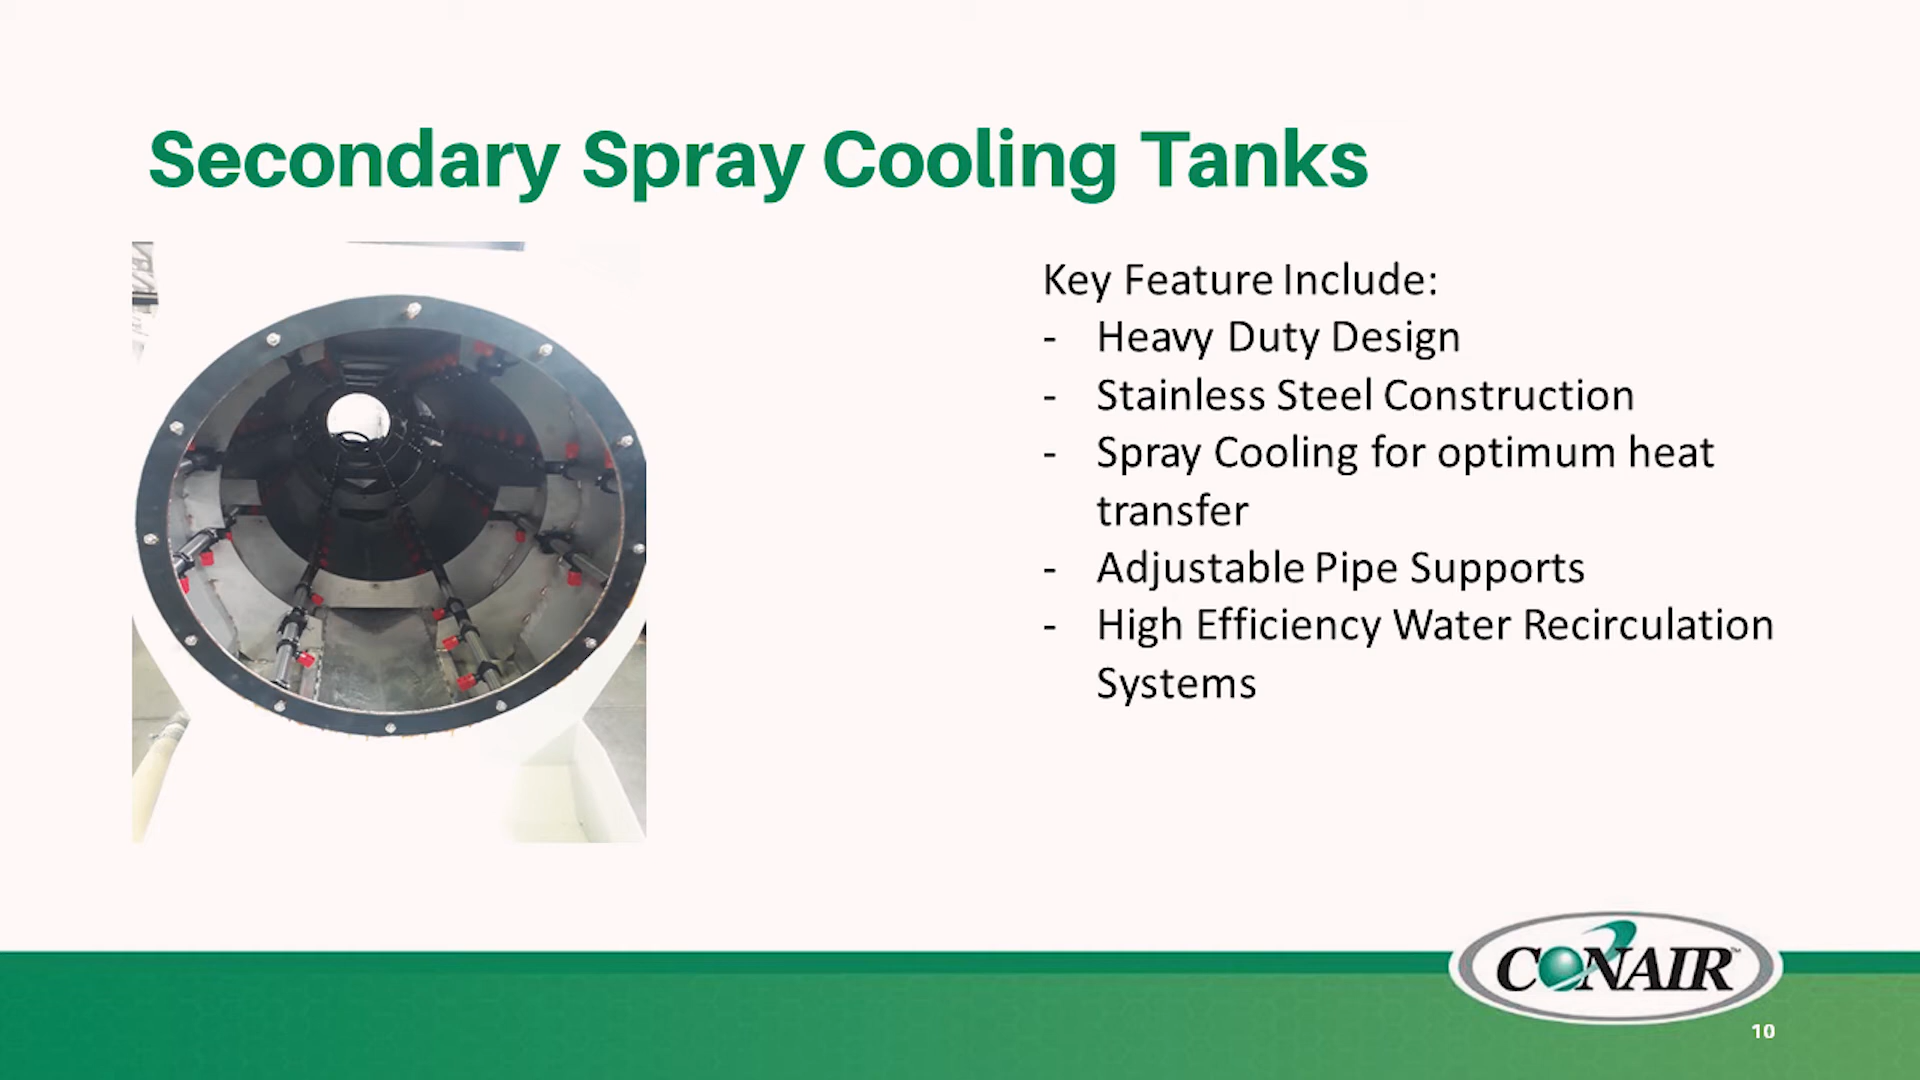 Secondary Spray Cooling Tanks
Key Feature Include:
- Heavy Duty Design
- Stainless Steel Construction
- Spray Cooling for optimum heat
transfer
- Adjustable Pipe Supports
- High Efficiency Water Recirculation
Systems
CONAIR™
10